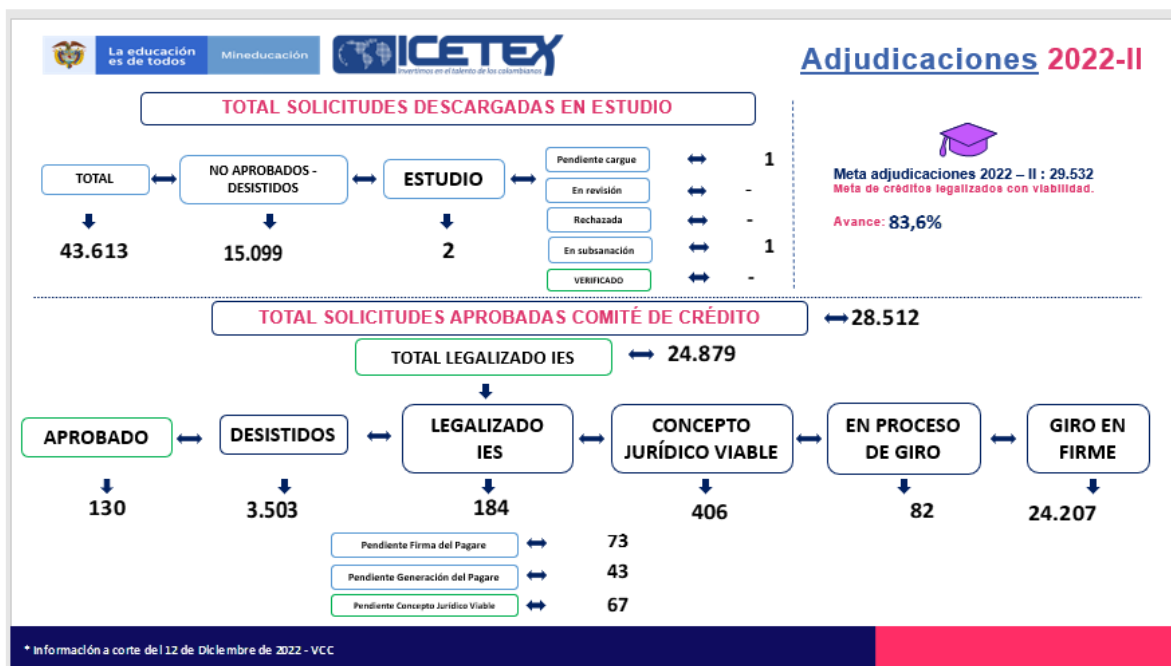 La educación
es de todos
Mineducación
ICETEX
Invertimos en el talento de los colombianos
Adjudicaciones 2022-II
TOTAL SOLICITUDES DESCARGADAS EN ESTUDIO
TOTAL
43.613
NO APROBADOS -
DESISTIDOS
15.099
ESTUDIO
2
Pendiente cargue
1
En revisión
-
Rechazada
-
En subsanación
1
VERIFICADO
-
Meta adjudicaciones 2022 – II : 29.532
Meta de créditos legalizados con viabilidad.
Avance: 83,6%
TOTAL SOLICITUDES APROBADAS COMITÉ DE CRÉDITO
28.512
TOTAL LEGALIZADO IES
24.879
APROBADO
130
DESISTIDOS
3.503
LEGALIZADO
IES
184
CONCEPTO
JURÍDICO VIABLE
406
EN PROCESO
DE GIRO
82
GIRO EN
FIRME
24.207
Pendiente Firma del Pagare
73
Pendiente Generación del Pagare
43
Pendiente Concepto Jurídico Viable
67
* Información a corte del 12 de Diciembre de 2022 - VCC